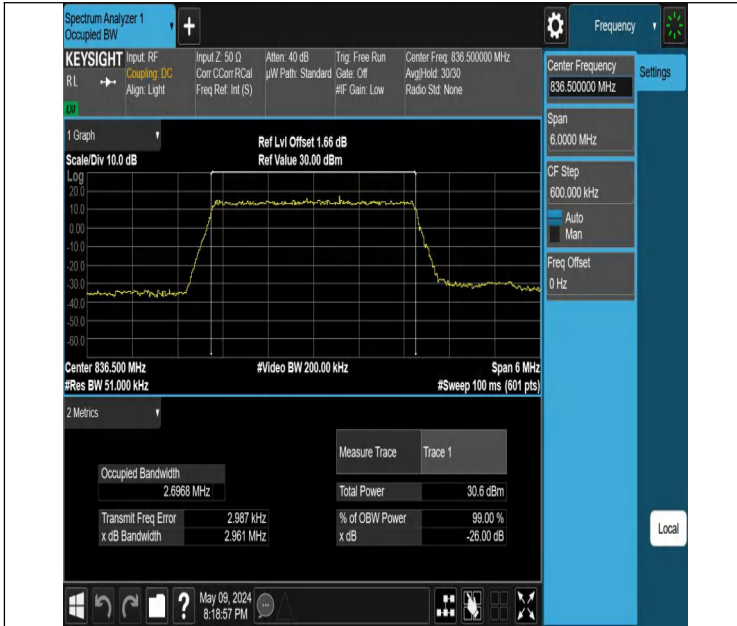 Spectrum Analyzer 1
Occupied BW
+
Frequency
KEYSIGHT
RL
Input: RF
Coupling: DC
Align: Light
Input Z: 50 Ω
Corr CCorr RCal
Freq Ref: Int (S)
Atten: 40 dB
µW Path: Standard
Trig: Free Run
Gate: Off
#IF Gain: Low
Center Freq: 836.500000 MHz
Avg|Hold: 30/30
Radio Std: None
Center Frequency
836.500000 MHz
Settings
Span
6.0000 MHz
CF Step
600.000 kHz
Auto
Man
Freq Offset
0 Hz
1 Graph
Scale/Div 10.0 dB
Ref Lvl Offset 1.66 dB
Ref Value 30.00 dBm
Log
20.0
10.0
0.00
-10.0
-20.0
-30.0
-40.0
-50.0
-60.0
Center 836.500 MHz
#Video BW 200.00 kHz
Span 6 MHz
#Res BW 51.000 kHz
#Sweep 100 ms (601 pts)
2 Metrics
Measure Trace
Trace 1
Occupied Bandwidth
2.6968 MHz
Total Power
30.6 dBm
Transmit Freq Error
2.987 kHz
% of OBW Power
99.00 %
x dB Bandwidth
2.961 MHz
x dB
-26.00 dB
Local
?
May 09, 2024
8:18:57 PM